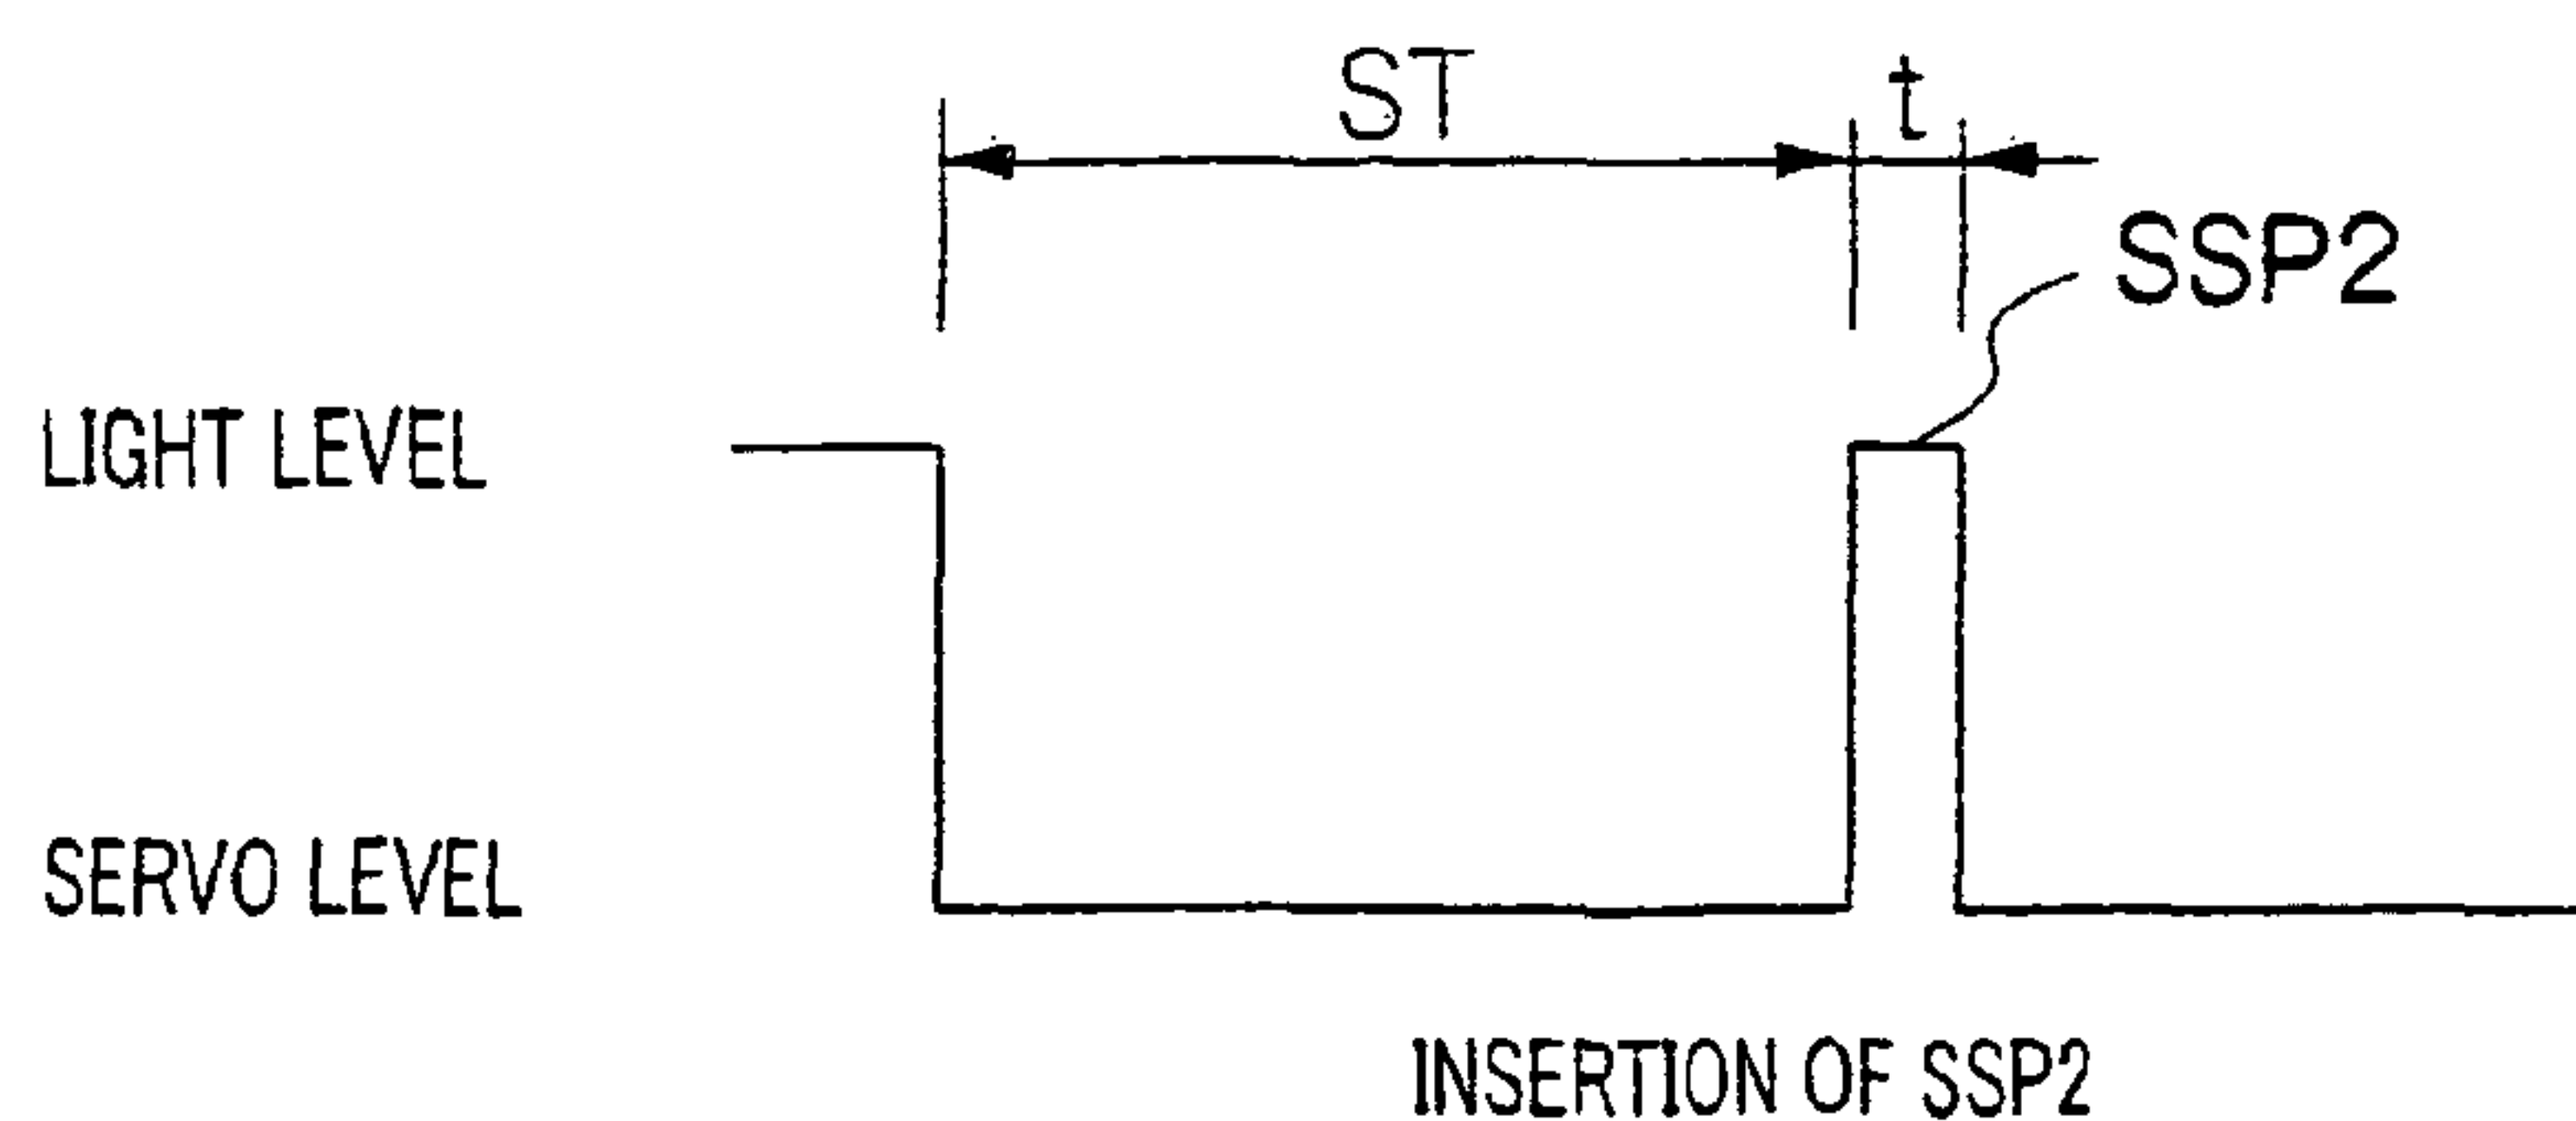 ST
t
SSP2
LIGHT LEVEL
SERVO LEVEL
INSERTION OF SSP2